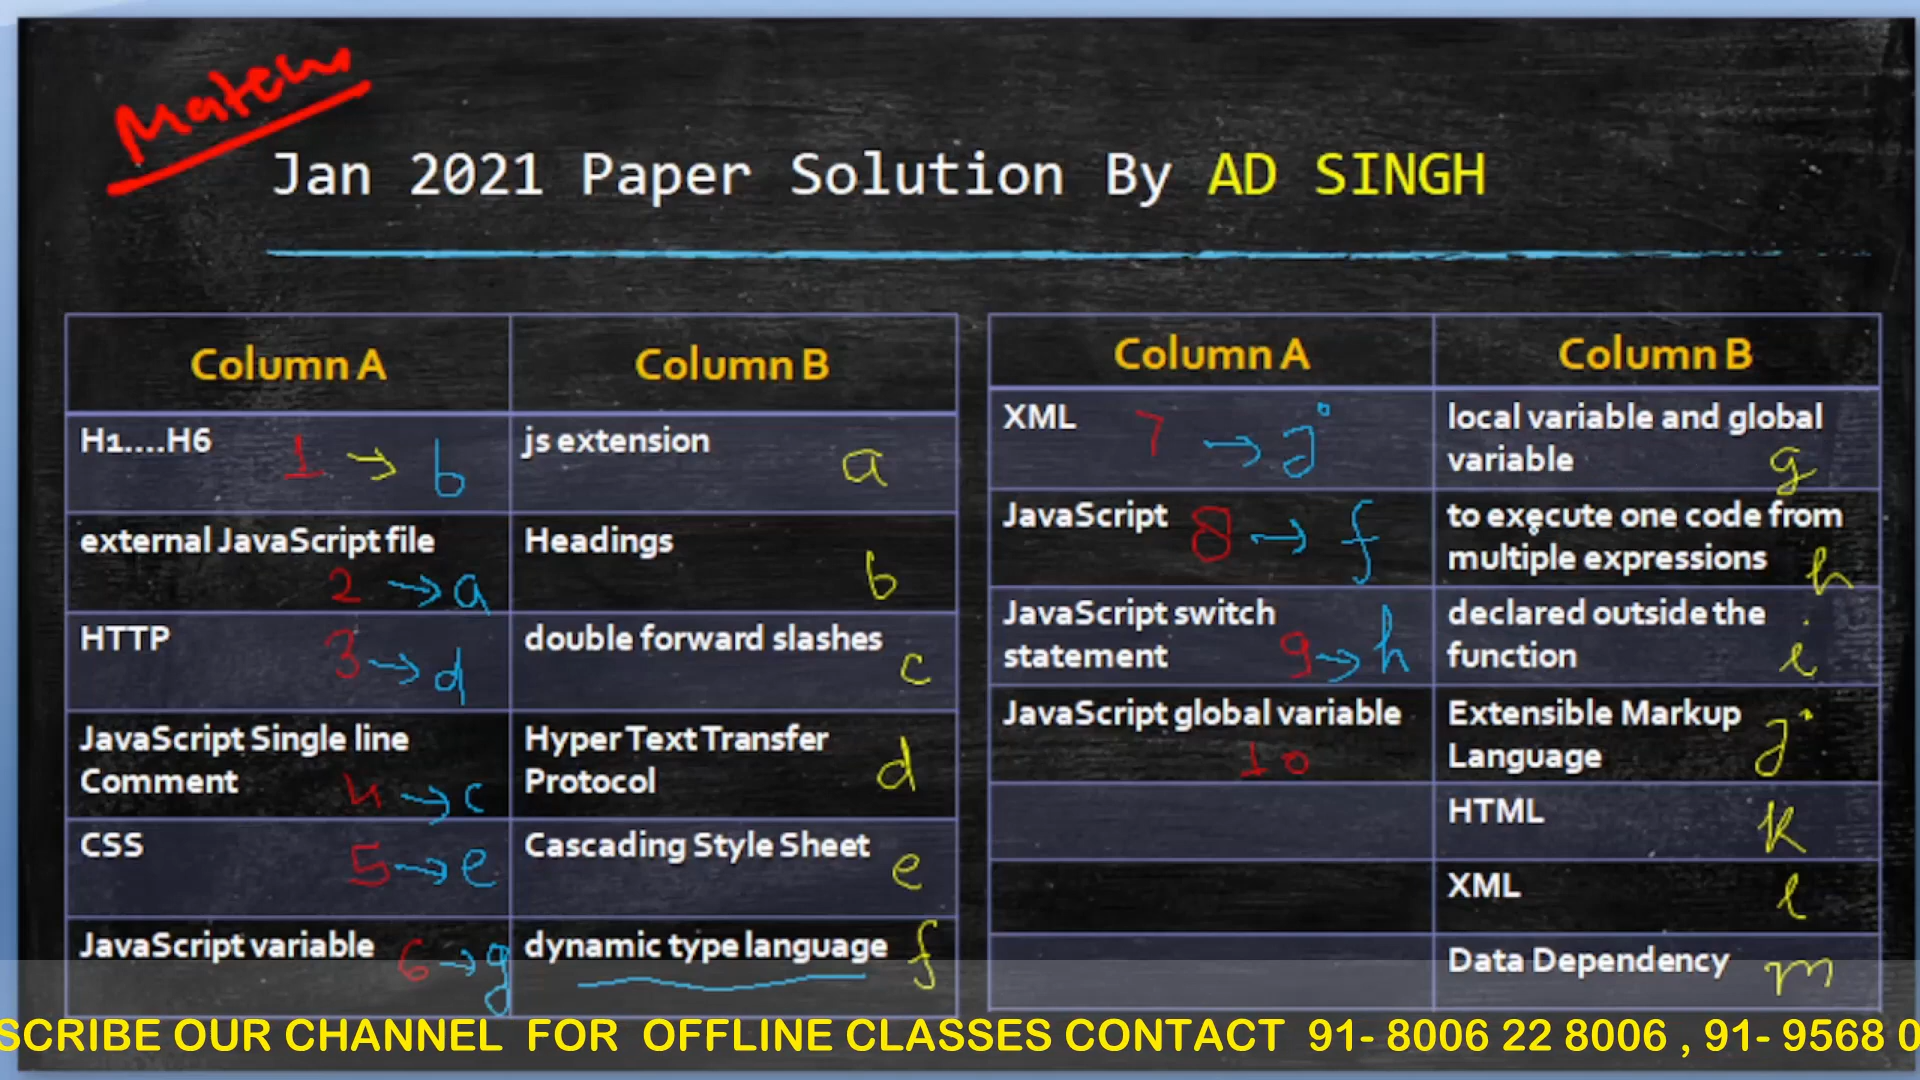 Match
Jan 2021 Paper Solution By AD SINGH
Column A Column B
H1....H6 1 → b js extension a
external JavaScript file Headings b
2 → a
HTTP 3 → d double forward slashes c
JavaScript Single line Hyper Text Transfer
Comment 4 → c Protocol d
CSS 5 → e Cascading Style Sheet e
JavaScript variable 6 → g dynamic type language f
Column A Column B
XML 7 → j local variable and global
variable g
JavaScript 8 → f to execute one code from
multiple expressions h
JavaScript switch declared outside the
statement 9 → h function i
JavaScript global variable Extensible Markup
10 Language j
HTML k
XML l
Data Dependency m
SCRIBE OUR CHANNEL FOR OFFLINE CLASSES CONTACT 91- 8006 22 8006 , 91- 9568 0